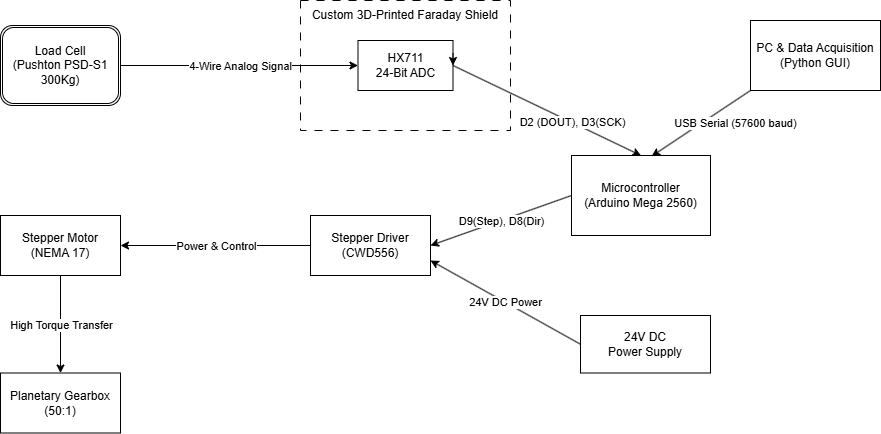 Custom 3D-Printed Faraday Shield
Load Cell
(Pushton PSD-S1
300Kg)
4-Wire Analog Signal
HX711
24-Bit ADC
PC & Data Acquisition
(Python GUI)
D2 (DOUT), D3(SCK)
USB Serial (57600 baud)
Microcontroller
(Arduino Mega 2560)
D9(Step), D8(Dir)
Stepper Motor
(NEMA 17)
Power & Control
Stepper Driver
(CWD556)
24V DC Power
24V DC
Power Supply
High Torque Transfer
Planetary Gearbox
(50:1)